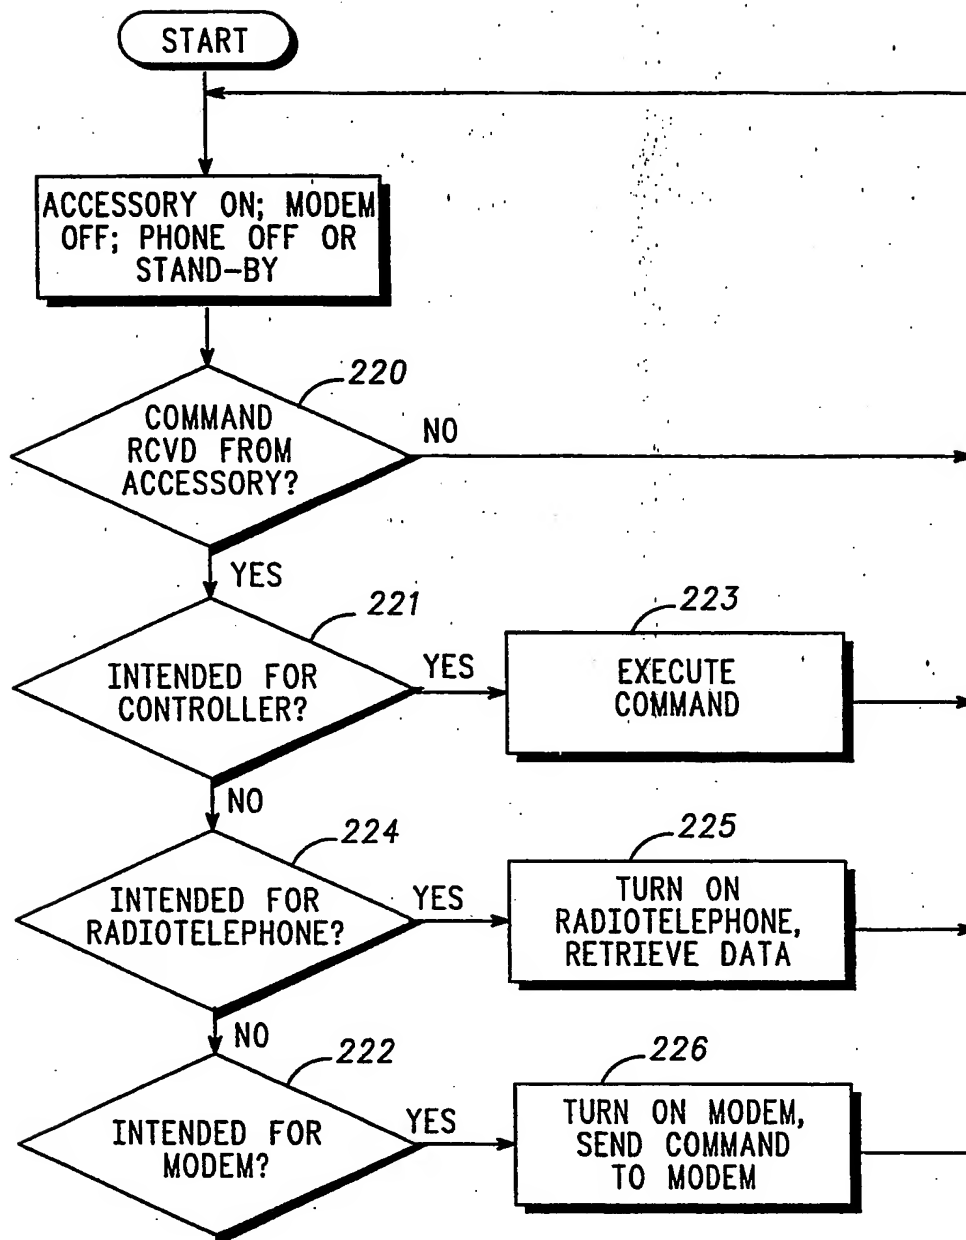 START
ACCESSORY ON; MODEM
OFF; PHONE OFF OR
STAND-BY
220
COMMAND
RCVD FROM
ACCESSORY?
NO
YES
221
INTENDED FOR
CONTROLLER?
YES
223
EXECUTE
COMMAND
NO
224
INTENDED FOR
RADIOTELEPHONE?
YES
225
TURN ON
RADIOTELEPHONE,
RETRIEVE DATA
NO
222
INTENDED FOR
MODEM?
YES
226
TURN ON MODEM,
SEND COMMAND
TO MODEM